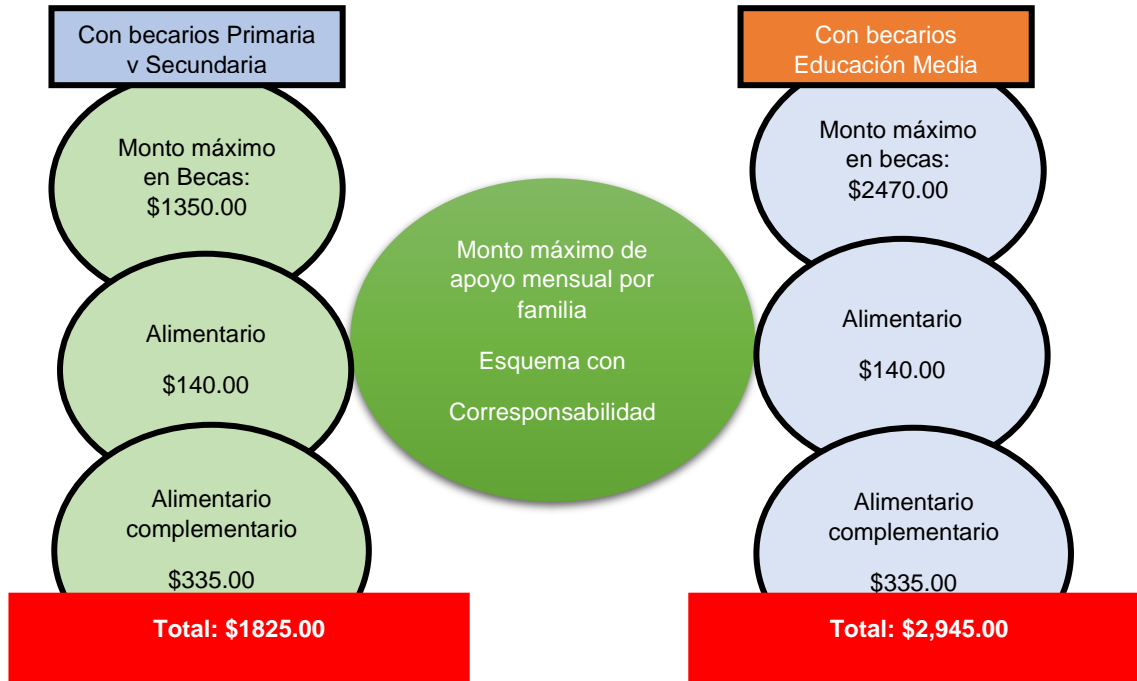 Con becarios Primaria
v Secundaria
Monto máximo
en Becas:
$1350.00
Alimentario
$140.00
Alimentario
complementario
$335.00
Total: $1825.00
Monto máximo de
apoyo mensual por
familia
Esquema con
Corresponsabilidad
Con becarios
Educación Media
Monto máximo
en becas:
$2470.00
Alimentario
$140.00
Alimentario
complementario
$335.00
Total: $2,945.00